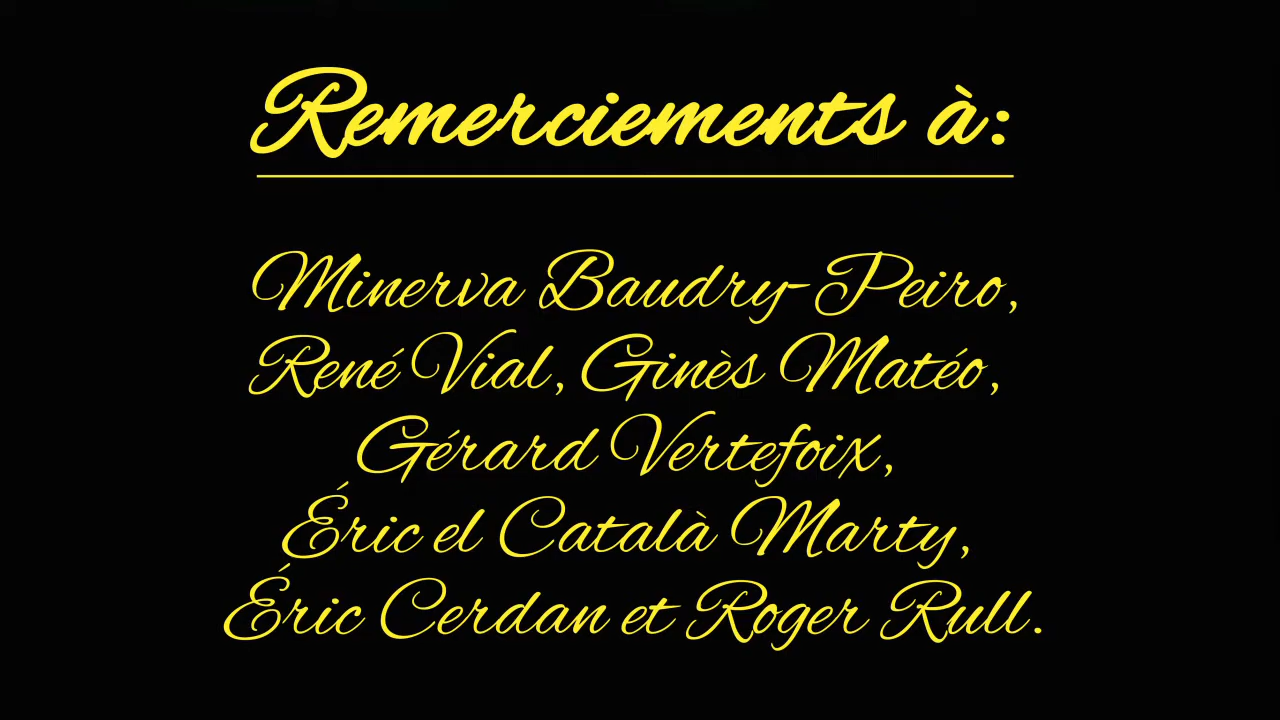 Remerciements à:
Minerva Baudry-Peiro,
René Vial, Ginès Matéo,
Gérard Vertefoix,
Éric el Català Marty,
Éric Cerdan et Roger Rull.